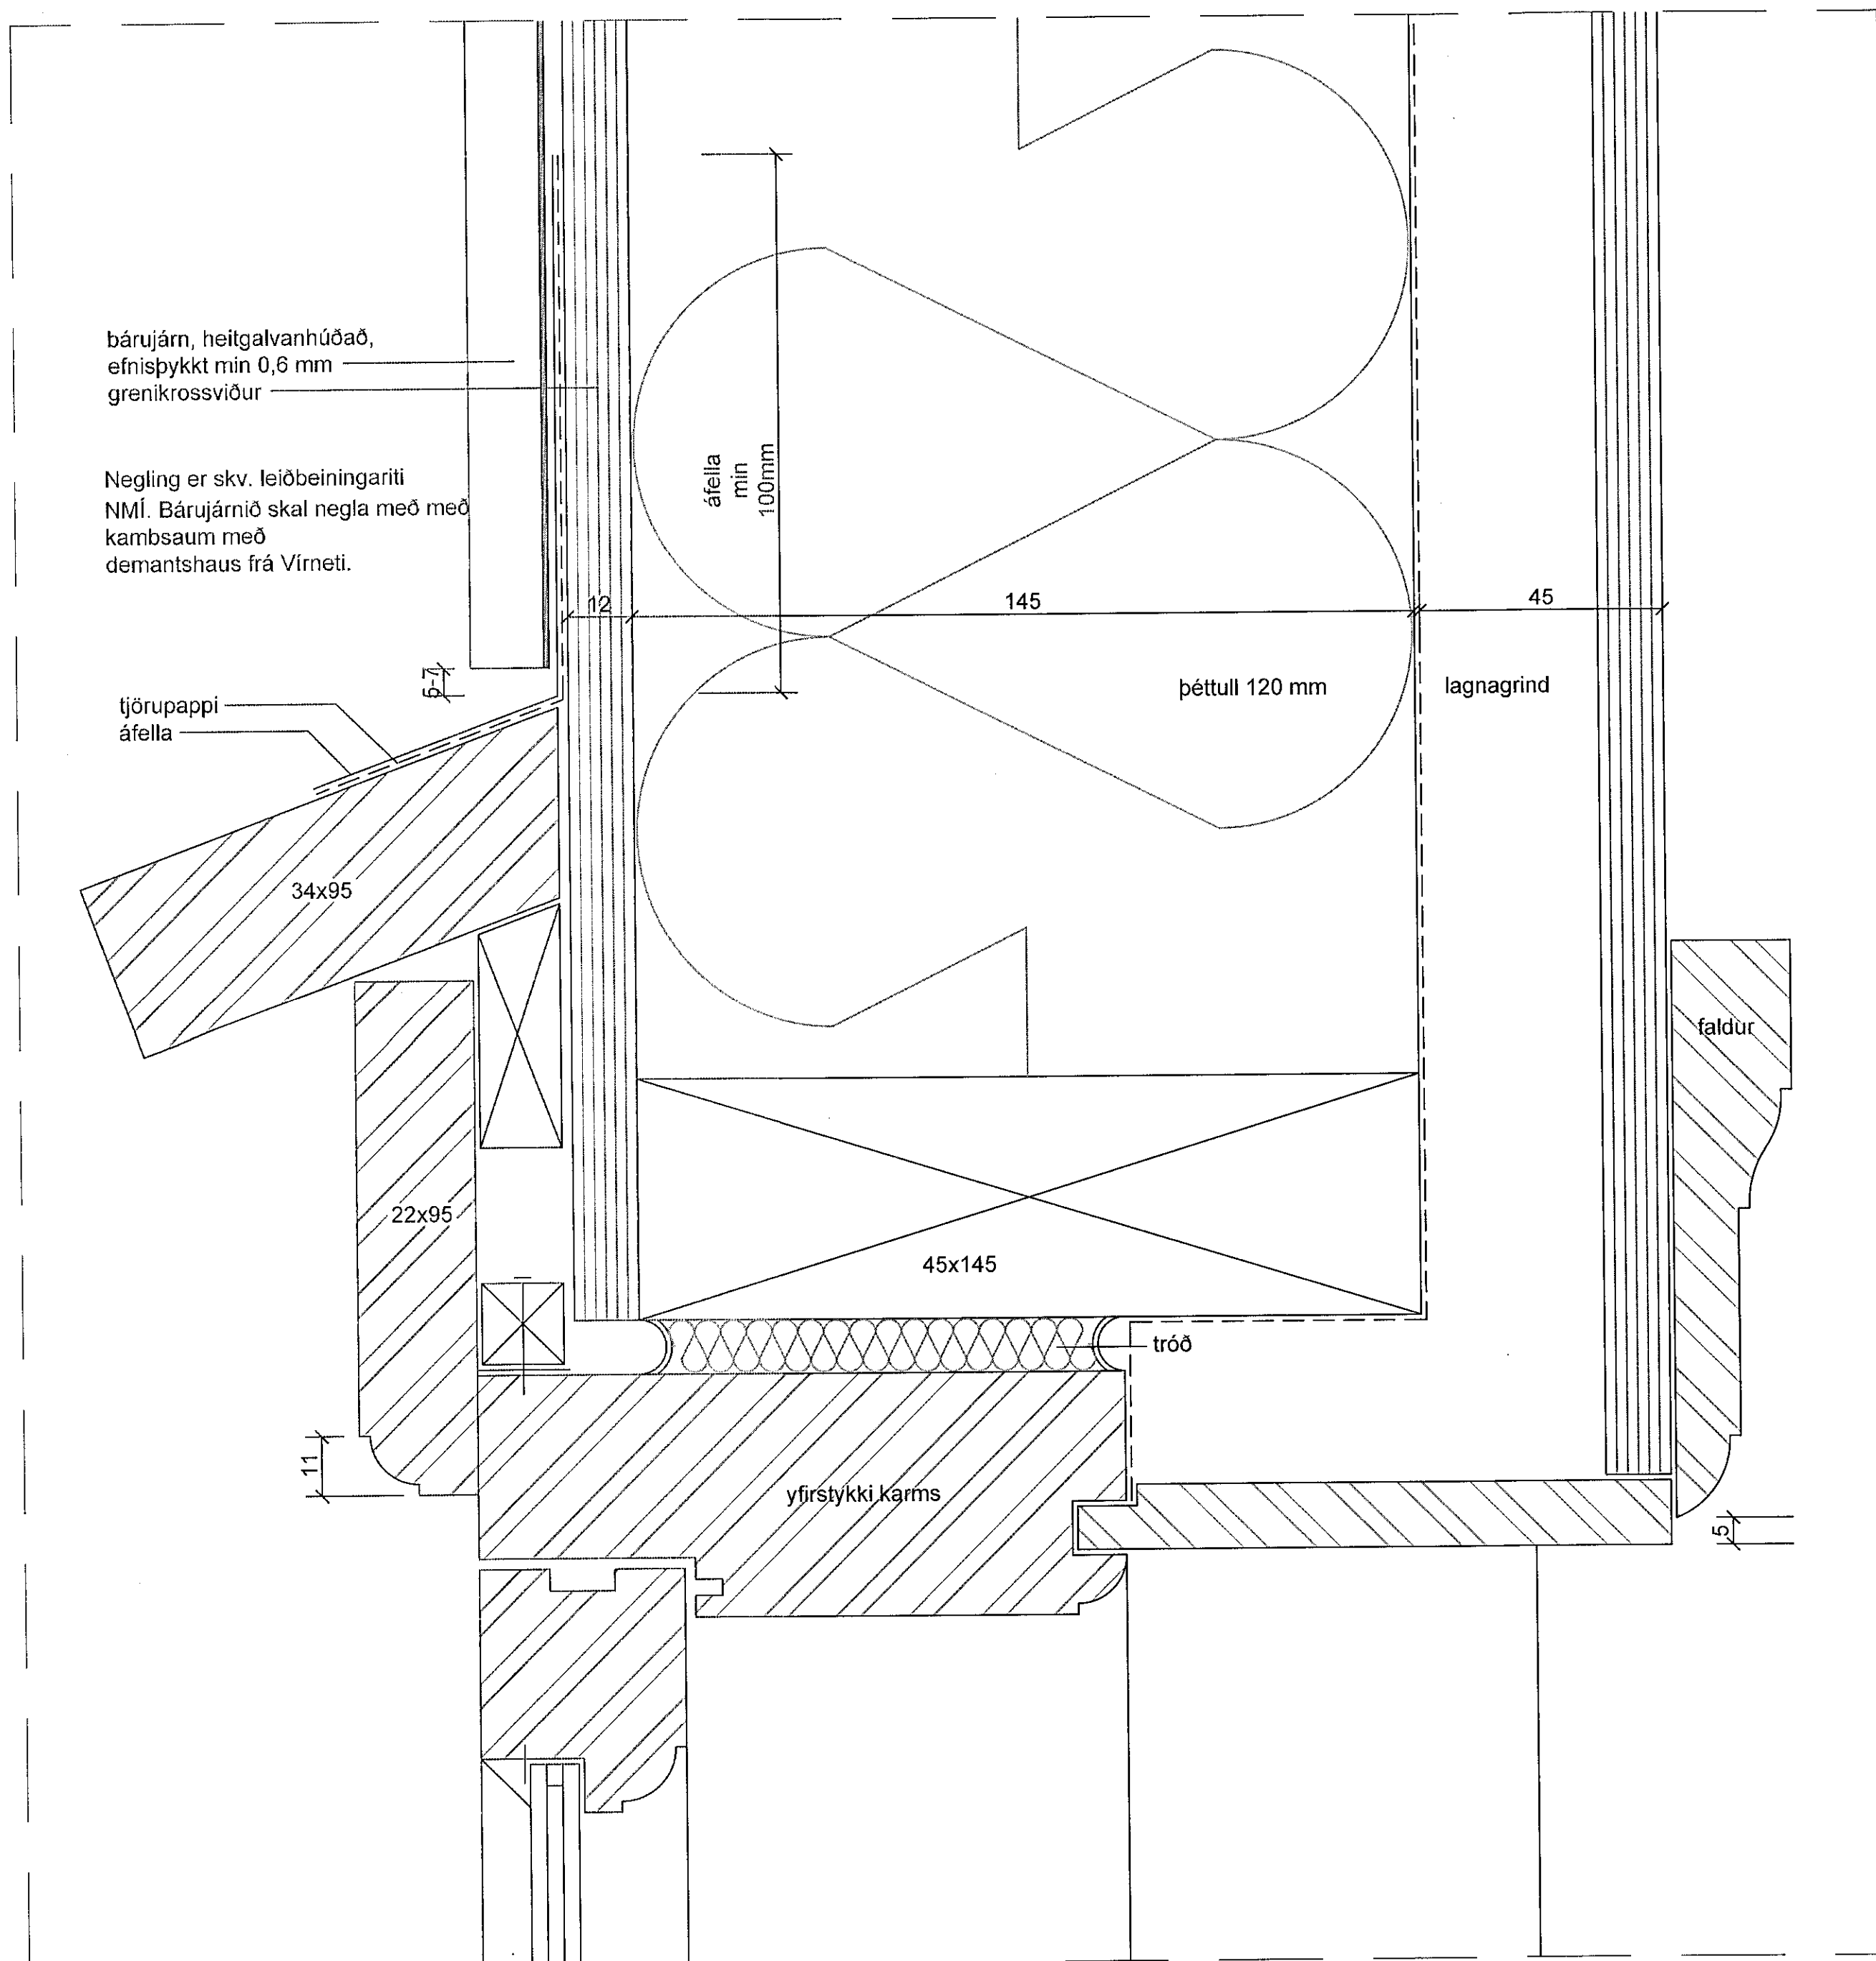 bárujárn, heitgalvanhúðað,
efnisþykkt min 0,6 mm
grenikrossviður
Negling er skv. leiðbeiningariti
NMÍ. Bárujárnið skal negla með með
kambsaum með
demantshaus frá Vírneti.
áfella
min
100mm
12
145
45
5-7
þéttull 120 mm
lagnagrind
tjörupappi
áfella
34x95
faldur
22x95
45x145
tróð
11
yfirstykki karms
5